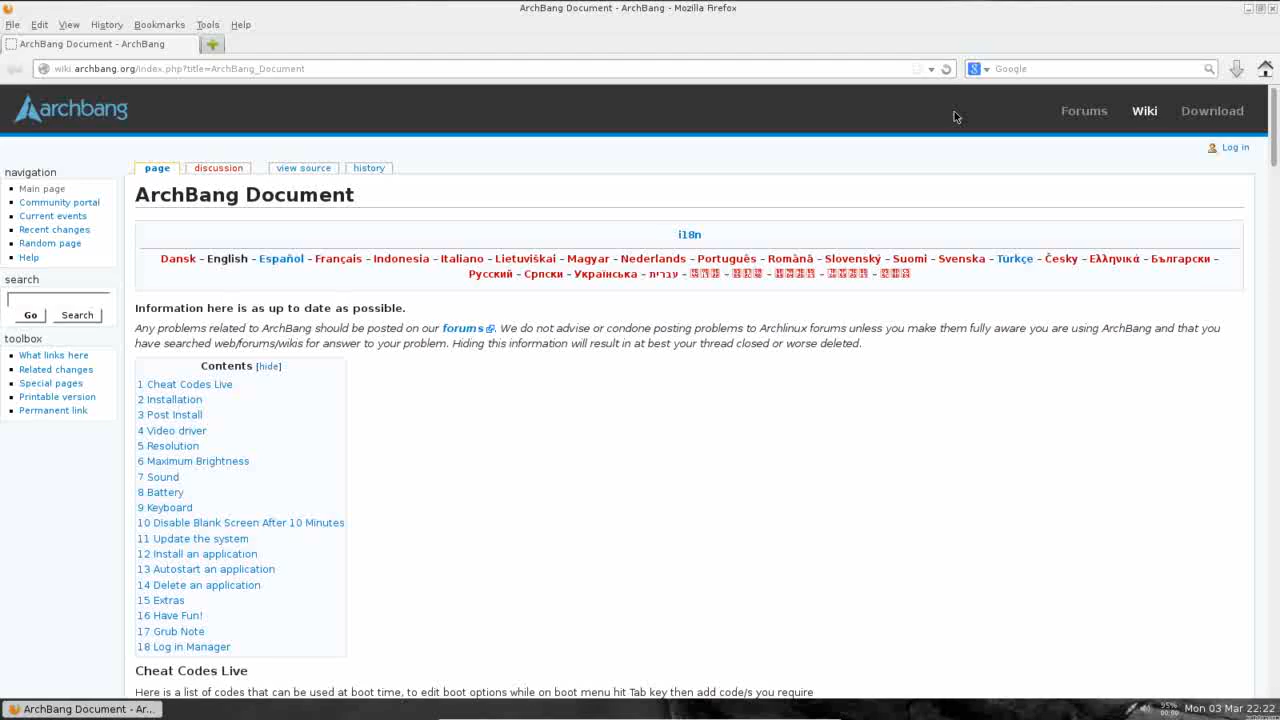 ArchBang Document - ArchBang - Mozilla Firefox
File Edit View History Bookmarks Tools Help
ArchBang Document - ArchBang
wiki.archbang.org/index.php?title=ArchBang_Document
Google
archbang
Forums Wiki Download
Log in
page discussion view source history
navigation
Main page
Community portal
Current events
Recent changes
Random page
Help
search
Go Search
toolbox
What links here
Related changes
Special pages
Printable version
Permanent link
ArchBang Document
i18n
Dansk – English – Español – Français – Indonesia – Italiano – Lietuviškai – Magyar – Nederlands – Português – Română – Slovenský – Suomi – Svenska – Türkçe – Česky – Ελληνικά – Български –
Русский – Српски – Українська – עברית –
Information here is as up to date as possible.
Any problems related to ArchBang should be posted on our forums. We do not advise or condone posting problems to Archlinux forums unless you make them fully aware you are using ArchBang and that you
have searched web/forums/wikis for answer to your problem. Hiding this information will result in at best your thread closed or worse deleted.
Contents [hide]
1 Cheat Codes Live
2 Installation
3 Post Install
4 Video driver
5 Resolution
6 Maximum Brightness
7 Sound
8 Battery
9 Keyboard
10 Disable Blank Screen After 10 Minutes
11 Update the system
12 Install an application
13 Autostart an application
14 Delete an application
15 Extras
16 Have Fun!
17 Grub Note
18 Log in Manager
Cheat Codes Live
Here is a list of codes that can be used at boot time, to edit boot options while on boot menu hit Tab key then add code/s you require
ArchBang Document - Ar...
95%
00:00
Mon 03 Mar 22:22